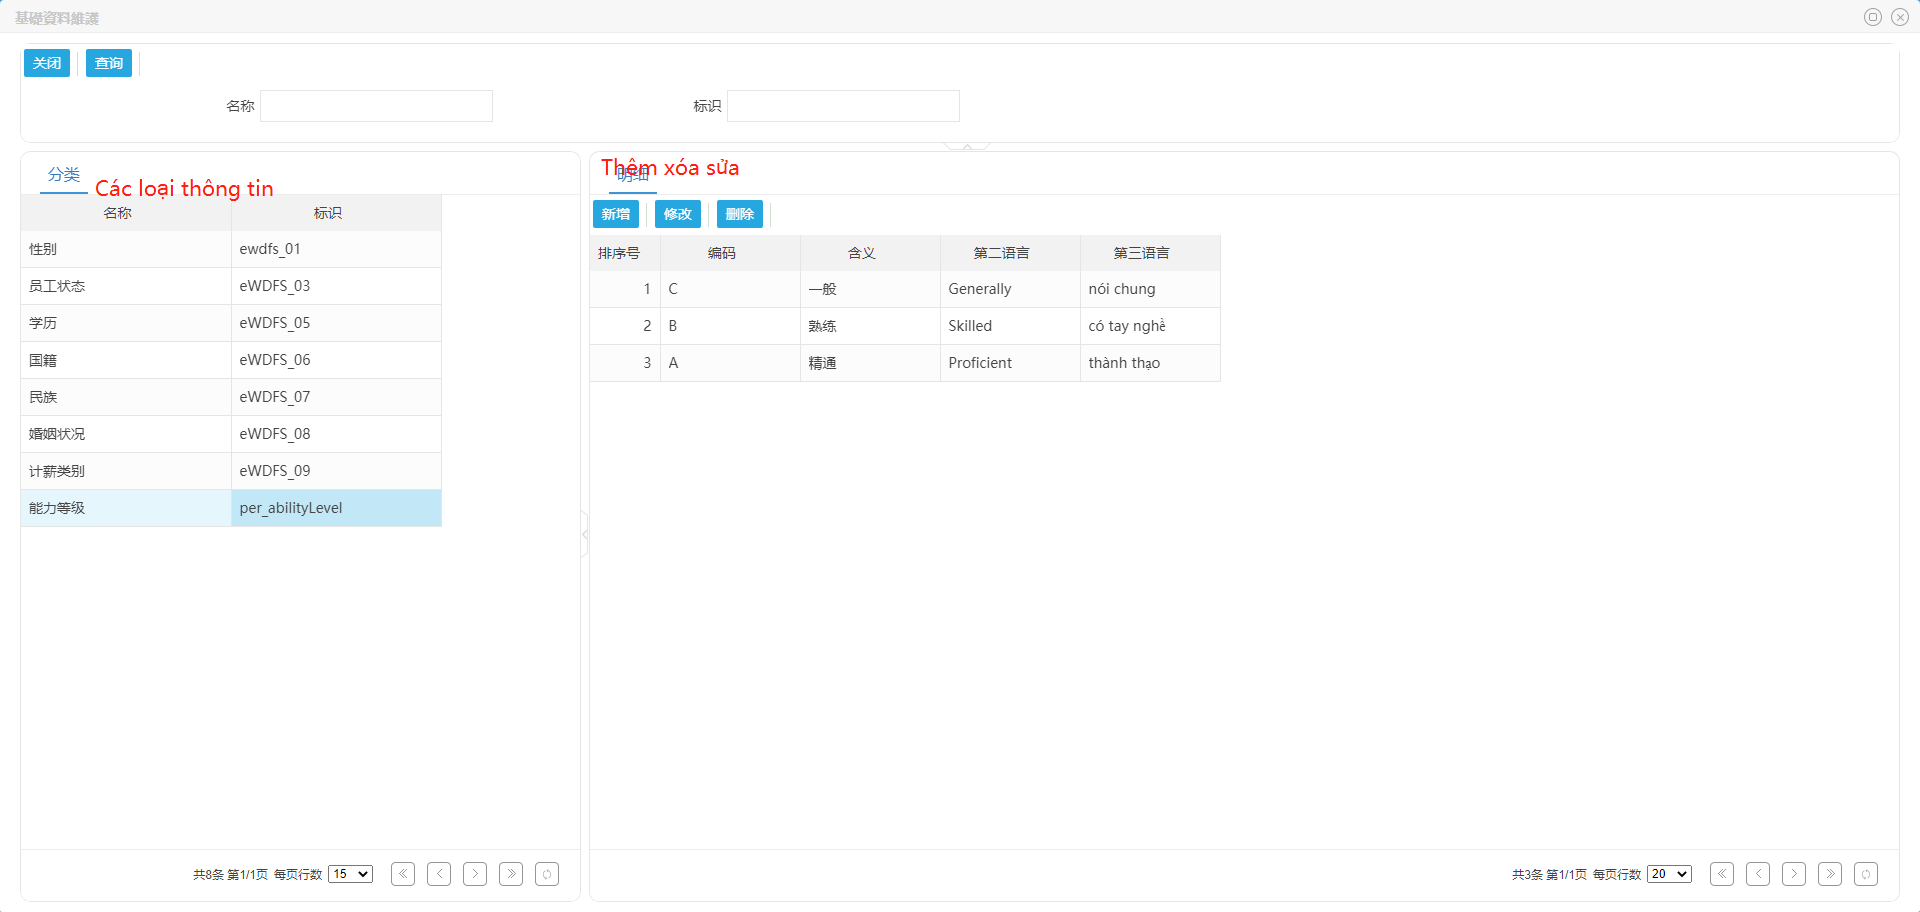 基礎資料維護
关闭 查询
名称 标识
分类
Các loại thông tin
名称 标识
性别 ewdfs_01
员工状态 eWDFS_03
学历 eWDFS_05
国籍 eWDFS_06
民族 eWDFS_07
婚姻状况 eWDFS_08
计薪类别 eWDFS_09
能力等级 per_abilityLevel
共8条 第1/1页 每页行数 15
Thêm xóa sửa
明细
新增 修改 删除
排序号 编码 含义 第二语言 第三语言
1 C 一般 Generally nói chung
2 B 熟练 Skilled có tay nghề
3 A 精通 Proficient thành thạo
共3条 第1/1页 每页行数 20